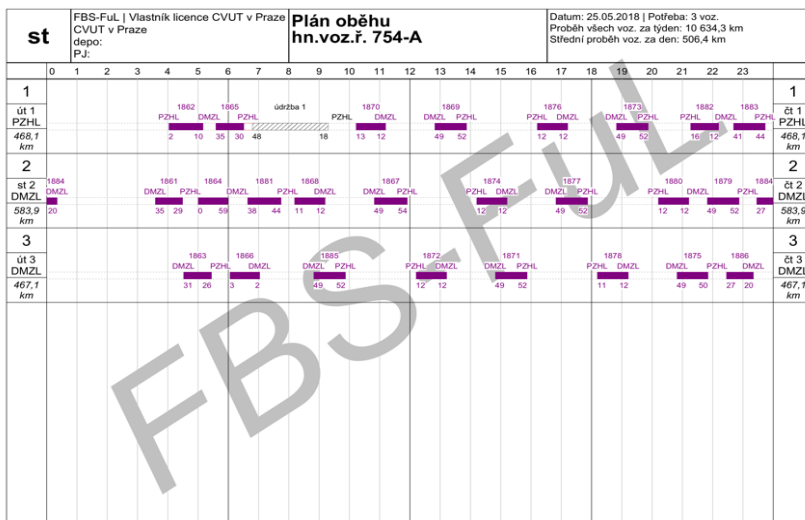 st
FBS-FuL | Vlastník licence CVUT v Praze
CVUT v Praze
depo:
PJ:
Plán oběhu
hn.voz.ř. 754-A
Datum: 25.05.2018 | Potřeba: 3 voz.
Proběh všech voz. za týden: 10 634,3 km
Střední proběh voz. za den: 506,4 km
0 1 2 3 4 5 6 7 8 9 10 11 12 13 14 15 16 17 18 19 20 21 22 23
1
út 1
PZHL
468,1
km
1862 1865 údržba 1 1870 1869 1876 1873 1882 1883
PZHL DMZL PZHL PZHL DMZL DMZL PZHL PZHL DMZL DMZL PZHL PZHL DMZL PZHL
2 10 35 30 48 18 13 12 49 52 12 12 49 52 16 12 41 44
1
čt 1
PZHL
468,1
km
2
st 2
DMZL
583,9
km
1884 1861 1864 1881 1868 1867 1874 1877 1880 1879 1884
DMZL DMZL PZHL DMZL PZHL DMZL DMZL PZHL PZHL DMZL DMZL PZHL PZHL DMZL PZHL
20 35 29 0 59 38 44 11 12 49 54 12 12 49 52 12 12 49 52 27
2
čt 2
DMZL
583,9
km
3
út 3
DMZL
467,1
km
1863 1866 1885 1872 1871 1878 1875 1886
DMZL PZHL DMZL DMZL PZHL PZHL DMZL DMZL PZHL PZHL DMZL DMZL PZHL DMZL
31 26 3 2 49 52 12 12 49 52 11 12 49 50 27 20
3
čt 3
DMZL
467,1
km
FBS-FuL